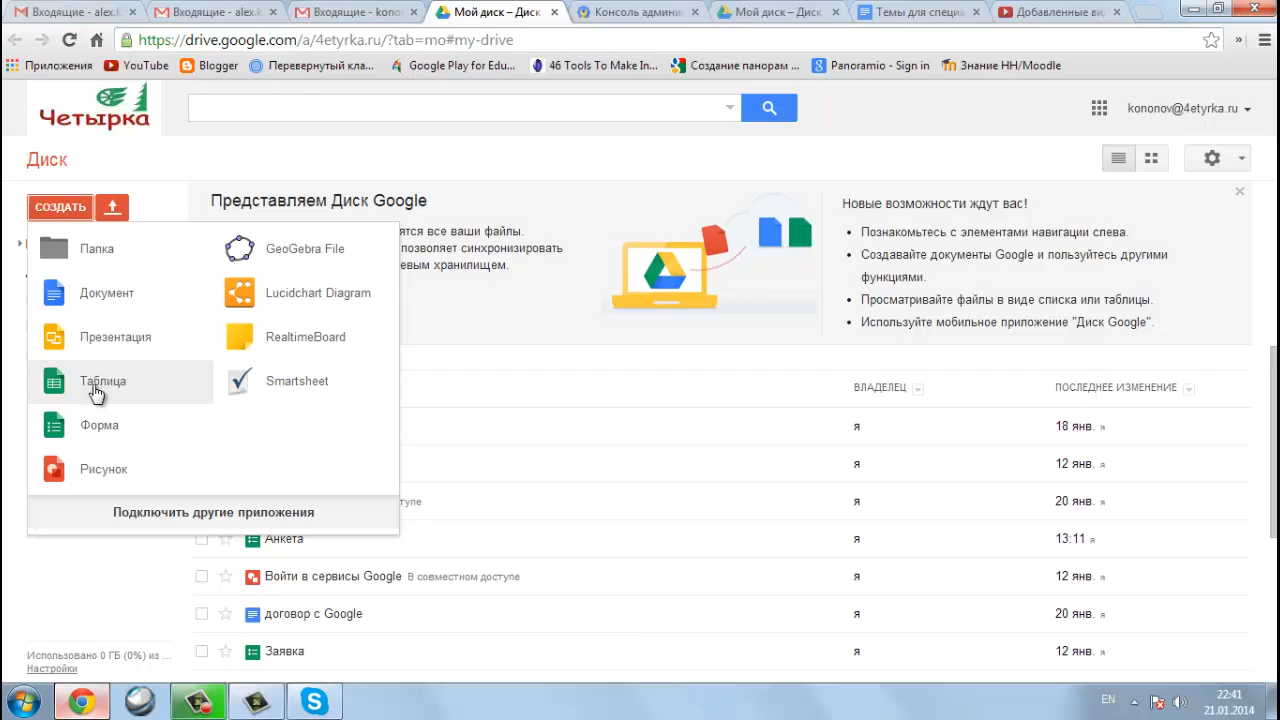 Входящие - alex.k
Входящие - alex.k
Входящие - konon
Мой диск – Диск
Консоль админи
Мой диск – Диск
Темы для специ
Добавленные ви
https://drive.google.com/a/4etyrka.ru/?tab=mo#my-drive
Приложения
YouTube
Blogger
Перевернутый кла...
Google Play for Edu...
46 Tools To Make In...
Создание панорам ...
Panoramio - Sign in
Знание НН/Moodle
Четырка
kononov@4etyrka.ru
Диск
СОЗДАТЬ
Представляем Диск Google
ятся все ваши файлы.
позволяет синхронизировать
евым хранилищем.
Новые возможности ждут вас!
• Познакомьтесь с элементами навигации слева.
• Создавайте документы Google и пользуйтесь другими
функциями.
• Просматривайте файлы в виде списка или таблицы.
• Используйте мобильное приложение "Диск Google".
Папка
GeoGebra File
Документ
Lucidchart Diagram
Презентация
RealtimeBoard
Таблица
Smartsheet
Форма
Рисунок
Подключить другие приложения
ВЛАДЕЛЕЦ
ПОСЛЕДНЕЕ ИЗМЕНЕНИЕ
я 18 янв. я
я 12 янв. я
тупе я 20 янв. я
Анкета я 13:11 я
Войти в сервисы Google В совместном доступе я 12 янв. я
договор с Google я 20 янв. я
Заявка я 12 янв. я
Использовано 0 ГБ (0%) из ...
Настройки
EN
22:41
21.01.2014